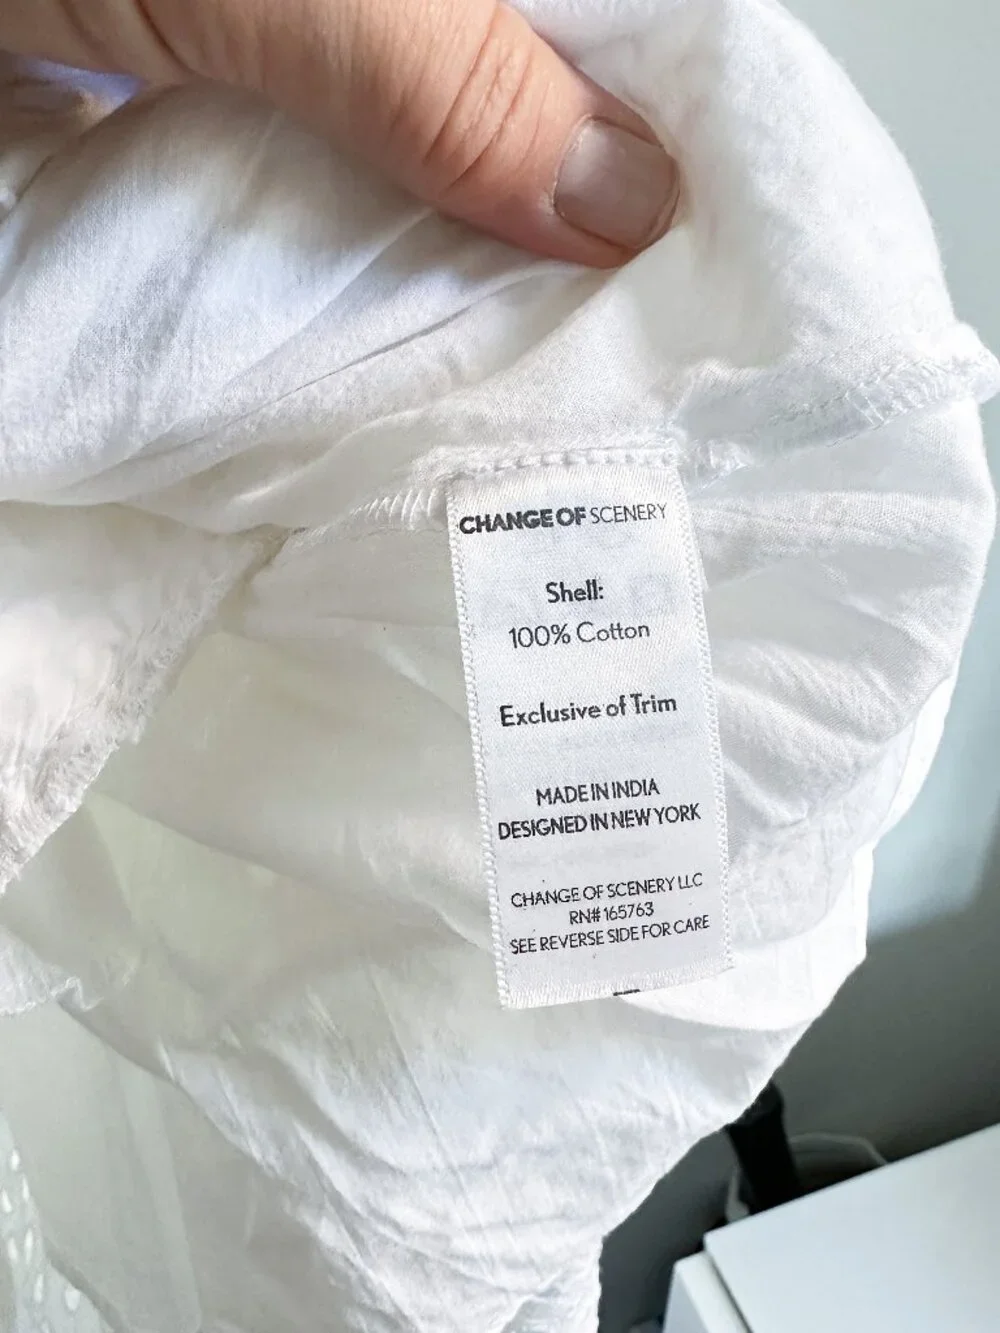 CHANGE OF SCENERY
Shell:
100% Cotton
Exclusive of Trim
MADE IN INDIA
DESIGNED IN NEW YORK
CHANGE OF SCENERY LLC
RN# 165763
SEE REVERSE SIDE FOR CARE